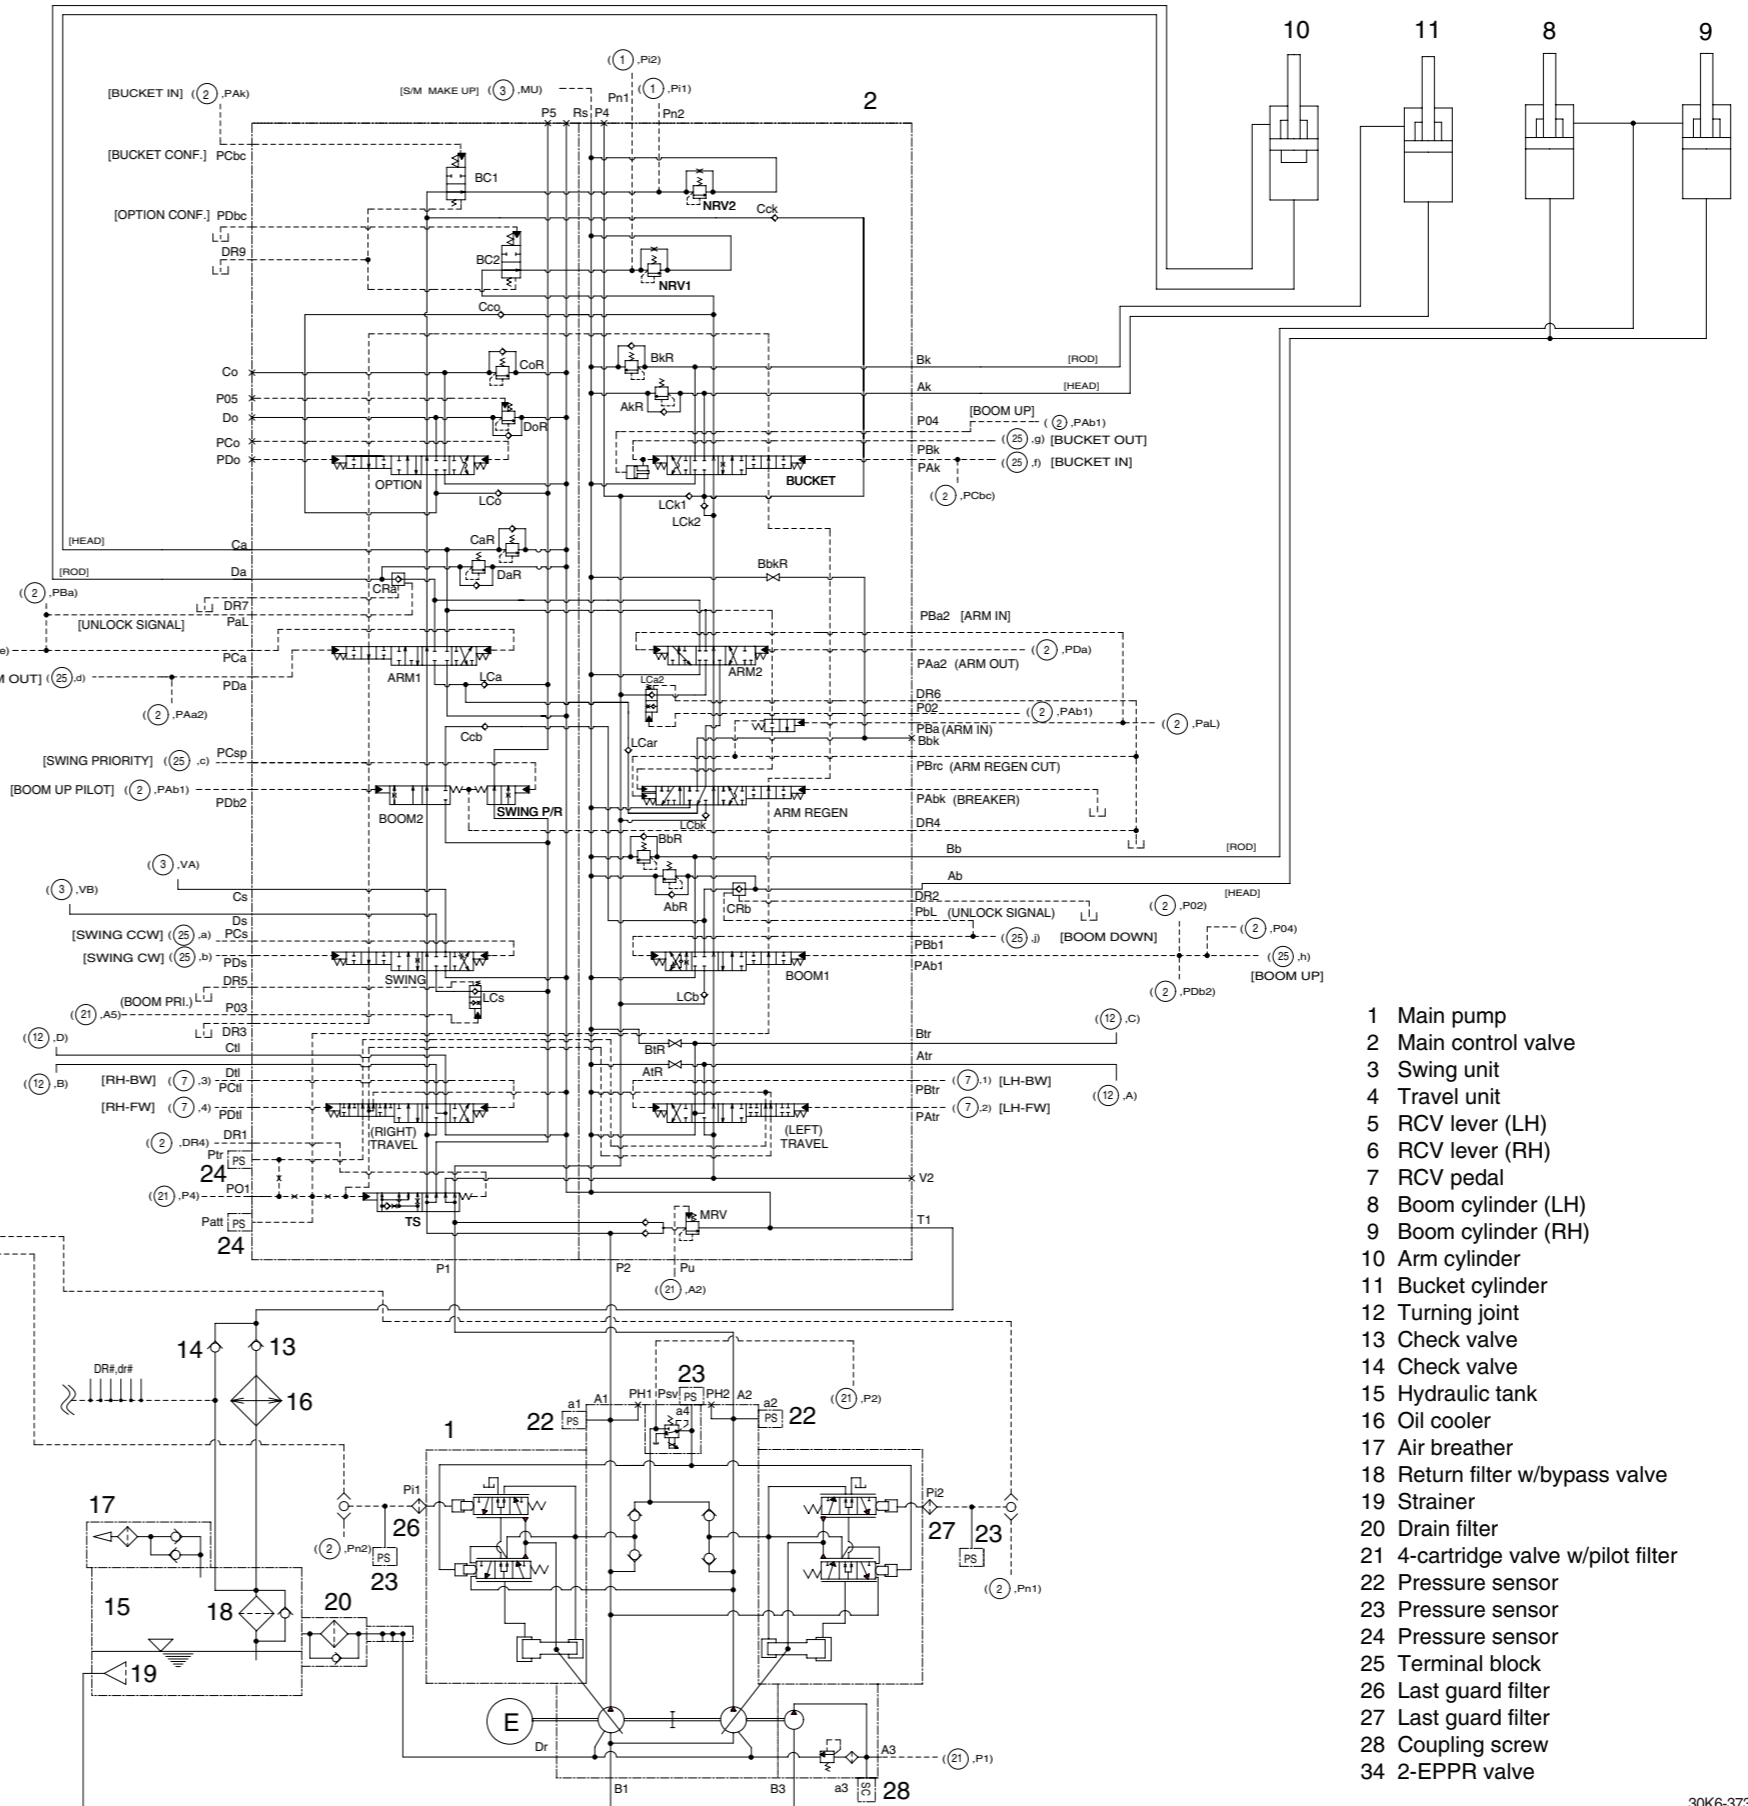 10 11 8 9
((1) ,Pi2)
[BUCKET IN] ((2) ,PAk) [S/M MAKE UP] ((3) ,MU) Pn1 ((1) ,Pi1) 2
P5 Rs P4 Pn2
[BUCKET CONF.] PCbc
BC1
NRV2
[OPTION CONF.] PDbc Cck
DR9 BC2
NRV1
Cco
Co CoR BkR Bk [ROD]
Ak [HEAD]
P05 AkR
Do DoR P04 [BOOM UP] ((2) ,PAb1)
PCo PBk ((25) ,g) [BUCKET OUT]
PDo PAk ((25) ,f) [BUCKET IN]
OPTION BUCKET
LCo LCk1 ((2) ,PCbc)
LCk2
[HEAD] Ca CaR
[ROD] Da DaR BbkR
CRa
((2) ,PBa) DR7
[UNLOCK SIGNAL] PaL PBa2 [ARM IN]
e) PCa ((2) ,PDa)
M OUT] ((25) ,d) ARM1 ARM2 PAa2 (ARM OUT)
PDa LCa LCa2 DR6
((2) ,PAa2) P02 ((2) ,PAb1)
Ccb PBa (ARM IN) ((2) ,PaL)
LCar Bbk
[SWING PRIORITY] ((25) ,c) PCsp PBrc (ARM REGEN CUT)
[BOOM UP PILOT] ((2) ,PAb1) PDb2 PAbk (BREAKER)
BOOM2 SWING P/R LCbk ARM REGEN DR4
BbR Bb [ROD]
((3) ,VA) Ab
((3) ,VB) Cs AbR CRb DR2 [HEAD]
Ds PbL (UNLOCK SIGNAL) ((2) ,P02)
[SWING CCW] ((25) ,a) PCs ((25) ,j) [BOOM DOWN] ((2) ,P04)
[SWING CW] ((25) ,b) PDs PBb1 ((25) ,h)
SWING BOOM1 PAb1 [BOOM UP]
DR5 LCs LCb ((2) ,PDb2)
(BOOM PRI.)
((21) ,A5) P03
((12) ,D) DR3 ((12) ,C)
Ctl BtR Btr
((12) ,B) Dtl AtR Atr
[RH-BW] ((7) ,3) PCtl PBtr ((7) ,1) [LH-BW] ((12) ,A)
[RH-FW] ((7) ,4) PDtl PAtr ((7) ,2) [LH-FW]
(RIGHT) TRAVEL (LEFT) TRAVEL
((2) ,DR4) DR1
Ptr PS
24
((21) ,P4) PO1 V2
Patt PS TS MRV T1
24
P1 P2 Pu
((21) ,A2)
14 13
DR#,dr#
16
23
PH1 Psv PS PH2 A2
a1 A1 a4 a2 ((21) ,P2)
22 PS PS 22
1
17 Pi1 Pi2
26 27 23
((2) ,Pn2) PS PS
23 ((2) ,Pn1)
15 18 20
19
E
Dr A3 ((21) ,P1)
B1 B3 a3 SC 28
1 Main pump
2 Main control valve
3 Swing unit
4 Travel unit
5 RCV lever (LH)
6 RCV lever (RH)
7 RCV pedal
8 Boom cylinder (LH)
9 Boom cylinder (RH)
10 Arm cylinder
11 Bucket cylinder
12 Turning joint
13 Check valve
14 Check valve
15 Hydraulic tank
16 Oil cooler
17 Air breather
18 Return filter w/bypass valve
19 Strainer
20 Drain filter
21 4-cartridge valve w/pilot filter
22 Pressure sensor
23 Pressure sensor
24 Pressure sensor
25 Terminal block
26 Last guard filter
27 Last guard filter
28 Coupling screw
34 2-EPPR valve